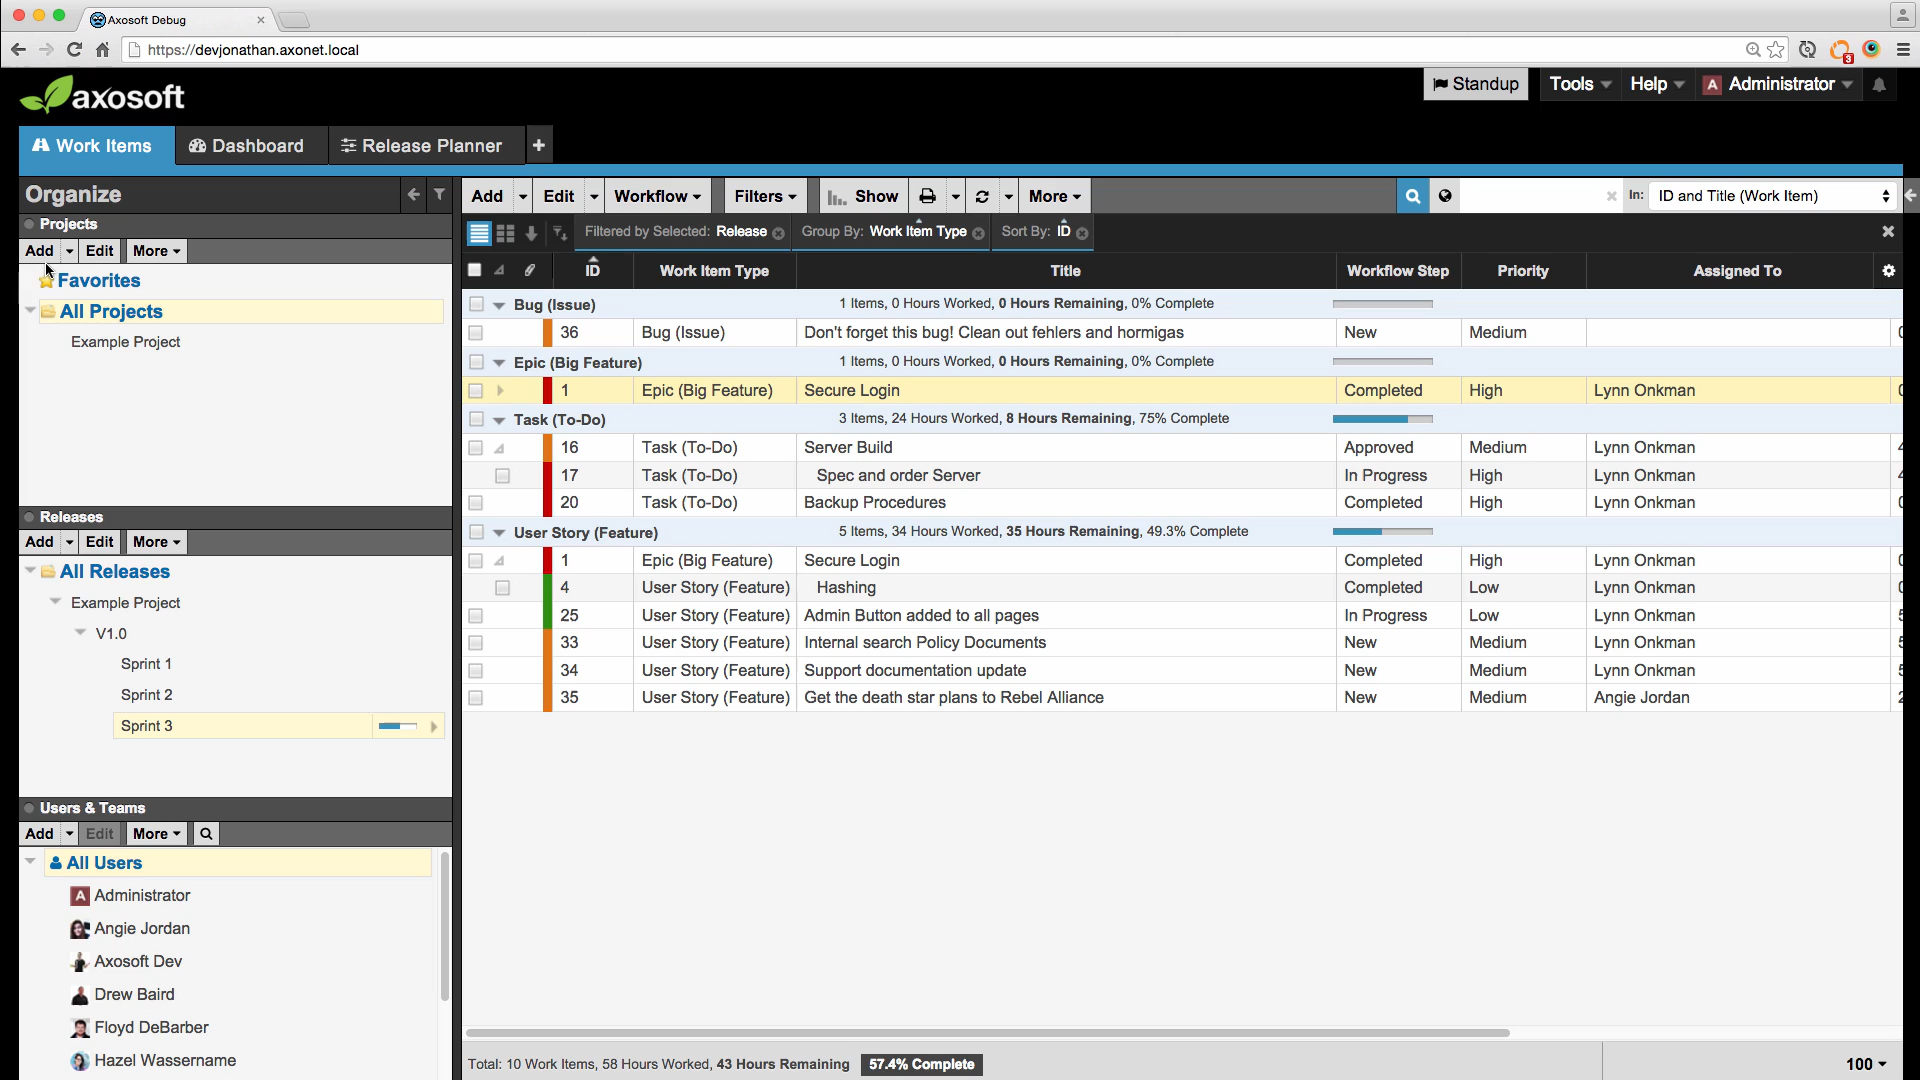 Axosoft Debug
https://devjonathan.axonet.local
3
axosoft
Standup Tools Help A Administrator
Work Items Dashboard Release Planner +
Organize
Projects
Add Edit More
Favorites
All Projects
Example Project
Releases
Add Edit More
All Releases
Example Project
V1.0
Sprint 1
Sprint 2
Sprint 3
Users & Teams
Add Edit More
All Users
A Administrator
Angie Jordan
Axosoft Dev
Drew Baird
Floyd DeBarber
Hazel Wassername
Add Edit Workflow Filters Show More In: ID and Title (Work Item)
Filtered by Selected: Release Group By: Work Item Type Sort By: ID
ID Work Item Type Title Workflow Step Priority Assigned To
Bug (Issue) 1 Items, 0 Hours Worked, 0 Hours Remaining, 0% Complete
36 Bug (Issue) Don't forget this bug! Clean out fehlers and hormigas New Medium
Epic (Big Feature) 1 Items, 0 Hours Worked, 0 Hours Remaining, 0% Complete
1 Epic (Big Feature) Secure Login Completed High Lynn Onkman
Task (To-Do) 3 Items, 24 Hours Worked, 8 Hours Remaining, 75% Complete
16 Task (To-Do) Server Build Approved Medium Lynn Onkman
17 Task (To-Do) Spec and order Server In Progress High Lynn Onkman
20 Task (To-Do) Backup Procedures Completed High Lynn Onkman
User Story (Feature) 5 Items, 34 Hours Worked, 35 Hours Remaining, 49.3% Complete
1 Epic (Big Feature) Secure Login Completed High Lynn Onkman
4 User Story (Feature) Hashing Completed Low Lynn Onkman
25 User Story (Feature) Admin Button added to all pages In Progress Low Lynn Onkman
33 User Story (Feature) Internal search Policy Documents New Medium Lynn Onkman
34 User Story (Feature) Support documentation update New Medium Lynn Onkman
35 User Story (Feature) Get the death star plans to Rebel Alliance New Medium Angie Jordan
Total: 10 Work Items, 58 Hours Worked, 43 Hours Remaining 57.4% Complete 100